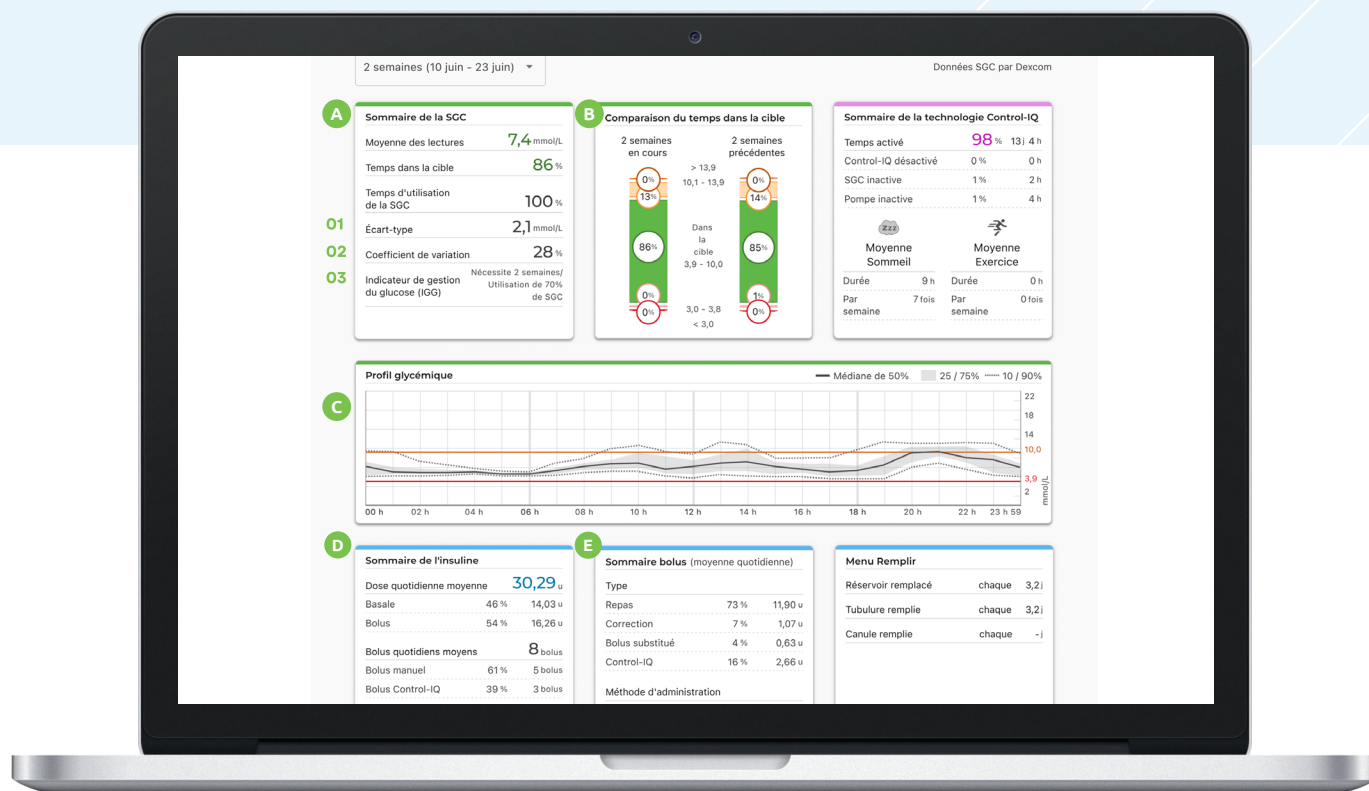 2 semaines (10 juin - 23 juin)
Données SGC par Dexcom
A
Sommaire de la SGC
Moyenne des lectures 7,4 mmol/L
Temps dans la cible 86 %
Temps d'utilisation
de la SGC 100 %
01 Écart-type 2,1 mmol/L
02 Coefficient de variation 28 %
03 Indicateur de gestion
du glucose (IGG)
Nécessite 2 semaines/
Utilisation de 70%
de SGC
B
Comparaison du temps dans la cible
2 semaines
en cours
2 semaines
précédentes
> 13,9
10,1 - 13,9
Dans
la
cible
3,9 - 10,0
3,0 - 3,8
< 3,0
0%
13%
86%
0%
0%
0%
14%
85%
1%
0%
Sommaire de la technologie Control-IQ
Temps activé 98 % 13 j 4 h
Control-IQ désactivé 0 % 0 h
SGC inactive 1 % 2 h
Pompe inactive 1 % 4 h
zzz
Moyenne
Sommeil
Durée 9 h
Par
semaine 7 fois
Moyenne
Exercice
Durée 0 h
Par
semaine 0 fois
C
Profil glycémique
Médiane de 50% 25 / 75% 10 / 90%
22
18
14
10,0
3,9
2
mmol/L
00 h 02 h 04 h 06 h 08 h 10 h 12 h 14 h 16 h 18 h 20 h 22 h 23 h 59
D
Sommaire de l'insuline
Dose quotidienne moyenne 30,29 u
Basale 46 % 14,03 u
Bolus 54 % 16,26 u
Bolus quotidiens moyens 8 bolus
Bolus manuel 61 % 5 bolus
Bolus Control-IQ 39 % 3 bolus
E
Sommaire bolus (moyenne quotidienne)
Type
Repas 73 % 11,90 u
Correction 7 % 1,07 u
Bolus substitué 4 % 0,63 u
Control-IQ 16 % 2,66 u
Méthode d'administration
Menu Remplir
Réservoir remplacé chaque 3,2 j
Tubulure remplie chaque 3,2 j
Canule remplie chaque - j